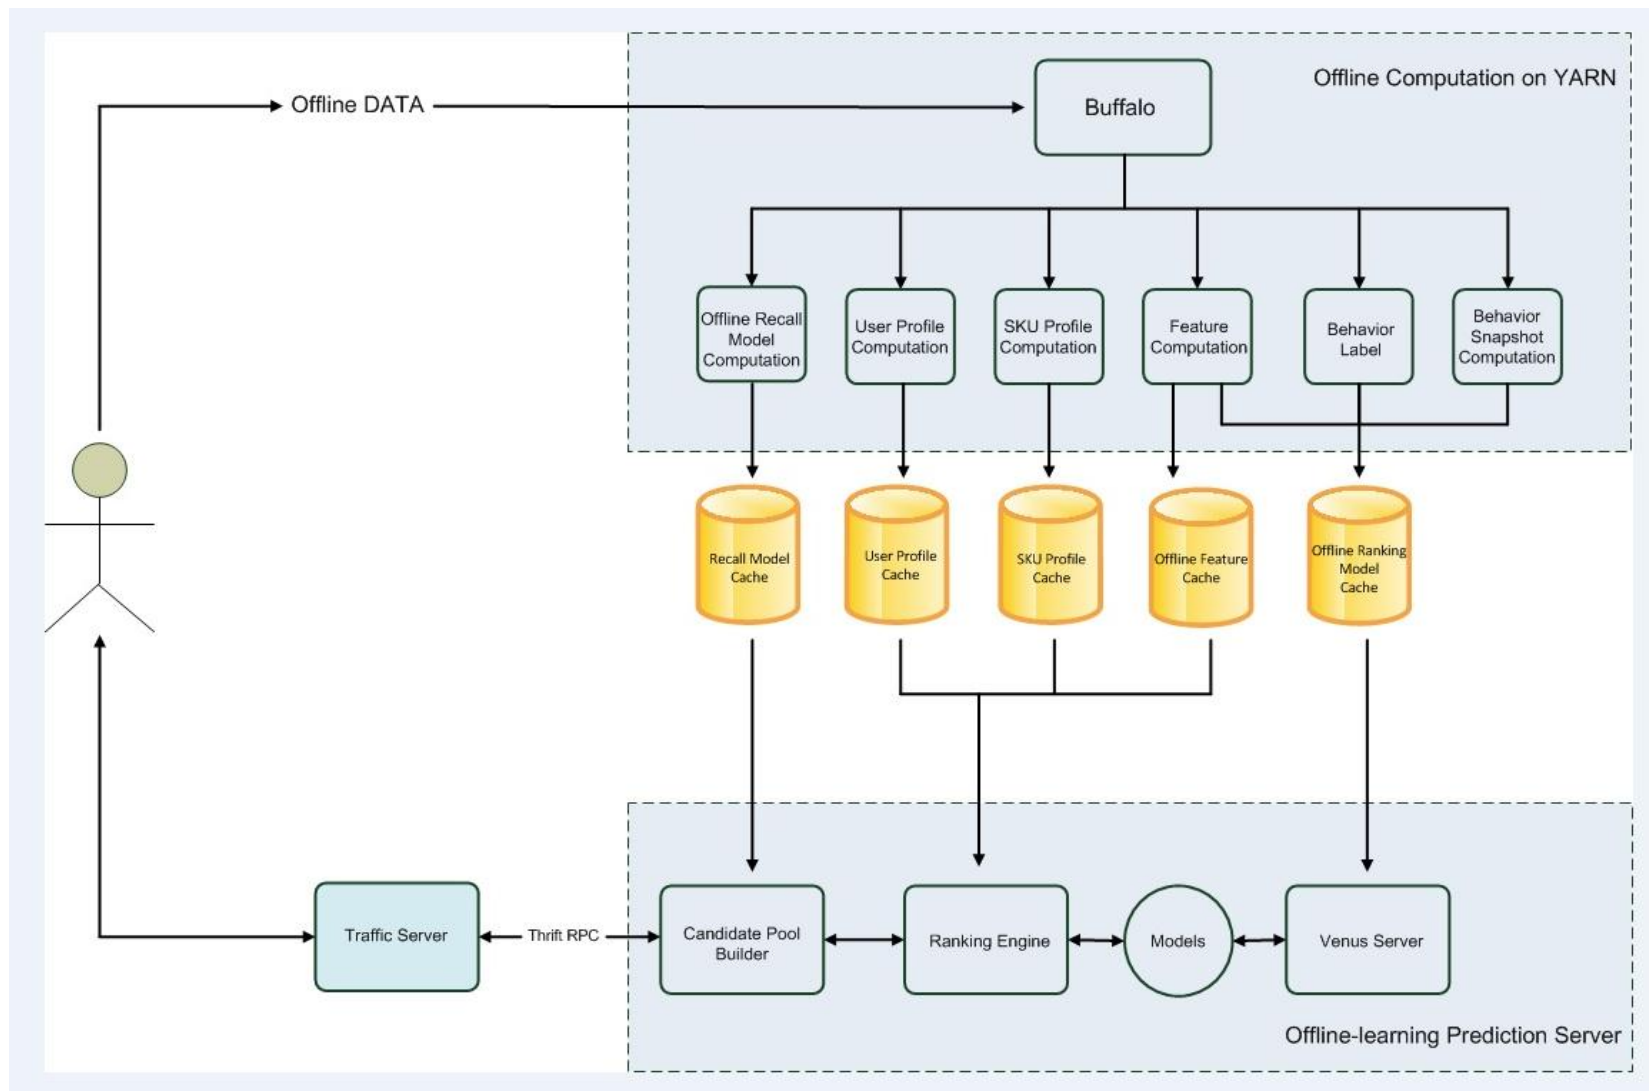 Offline Computation on YARN
Offline DATA
Buffalo
Offline Recall
Model
Computation
User Profile
Computation
SKU Profile
Computation
Feature
Computation
Behavior
Label
Behavior
Snapshot
Computation
Recall Model
Cache
User Profile
Cache
SKU Profile
Cache
Offline Feature
Cache
Offline Ranking
Model
Cache
Traffic Server
Thrift RPC
Candidate Pool
Builder
Ranking Engine
Models
Venus Server
Offline-learning Prediction Server